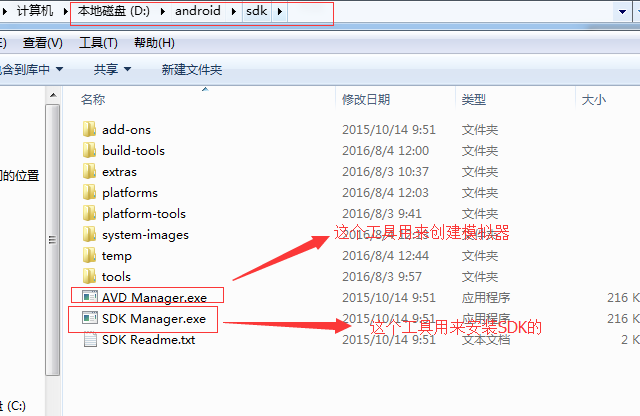 计算机 本地磁盘 (D:) android sdk
E) 查看(V) 工具(T) 帮助(H)
包含到库中 共享 新建文件夹
名称 修改日期 类型 大小
add-ons 2015/10/14 9:51 文件夹
build-tools 2016/8/4 12:00 文件夹
extras 2016/8/3 10:37 文件夹
问的位置
platforms 2016/8/4 12:03 文件夹
platform-tools 2016/8/3 9:41 文件夹
system-images 2016/8/4 文件夹
这个工具用来创建模拟器
temp 2016/8/4 12:44 文件夹
tools 2016/8/3 9:57 文件夹
AVD Manager.exe 2015/10/14 9:51 应用程序 216 K
SDK Manager.exe 2015/10/14 9:51 应用程序 216 K
这个工具用来安装SDK的
SDK Readme.txt 2015/10/14 9:51 文本文档 2 K
盘 (C:)